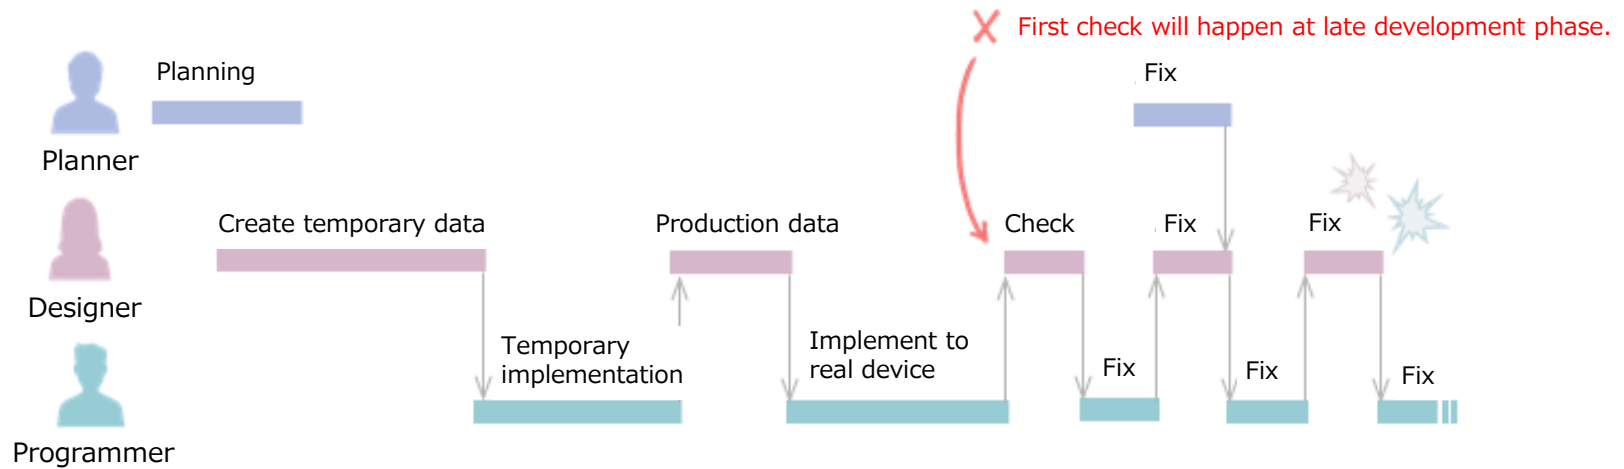 First check will happen at late development phase.
Planning
Fix
Planner
Create temporary data
Production data
Check
Fix
Fix
Designer
Temporary
implementation
Implement to
real device
Fix
Fix
Fix
Programmer